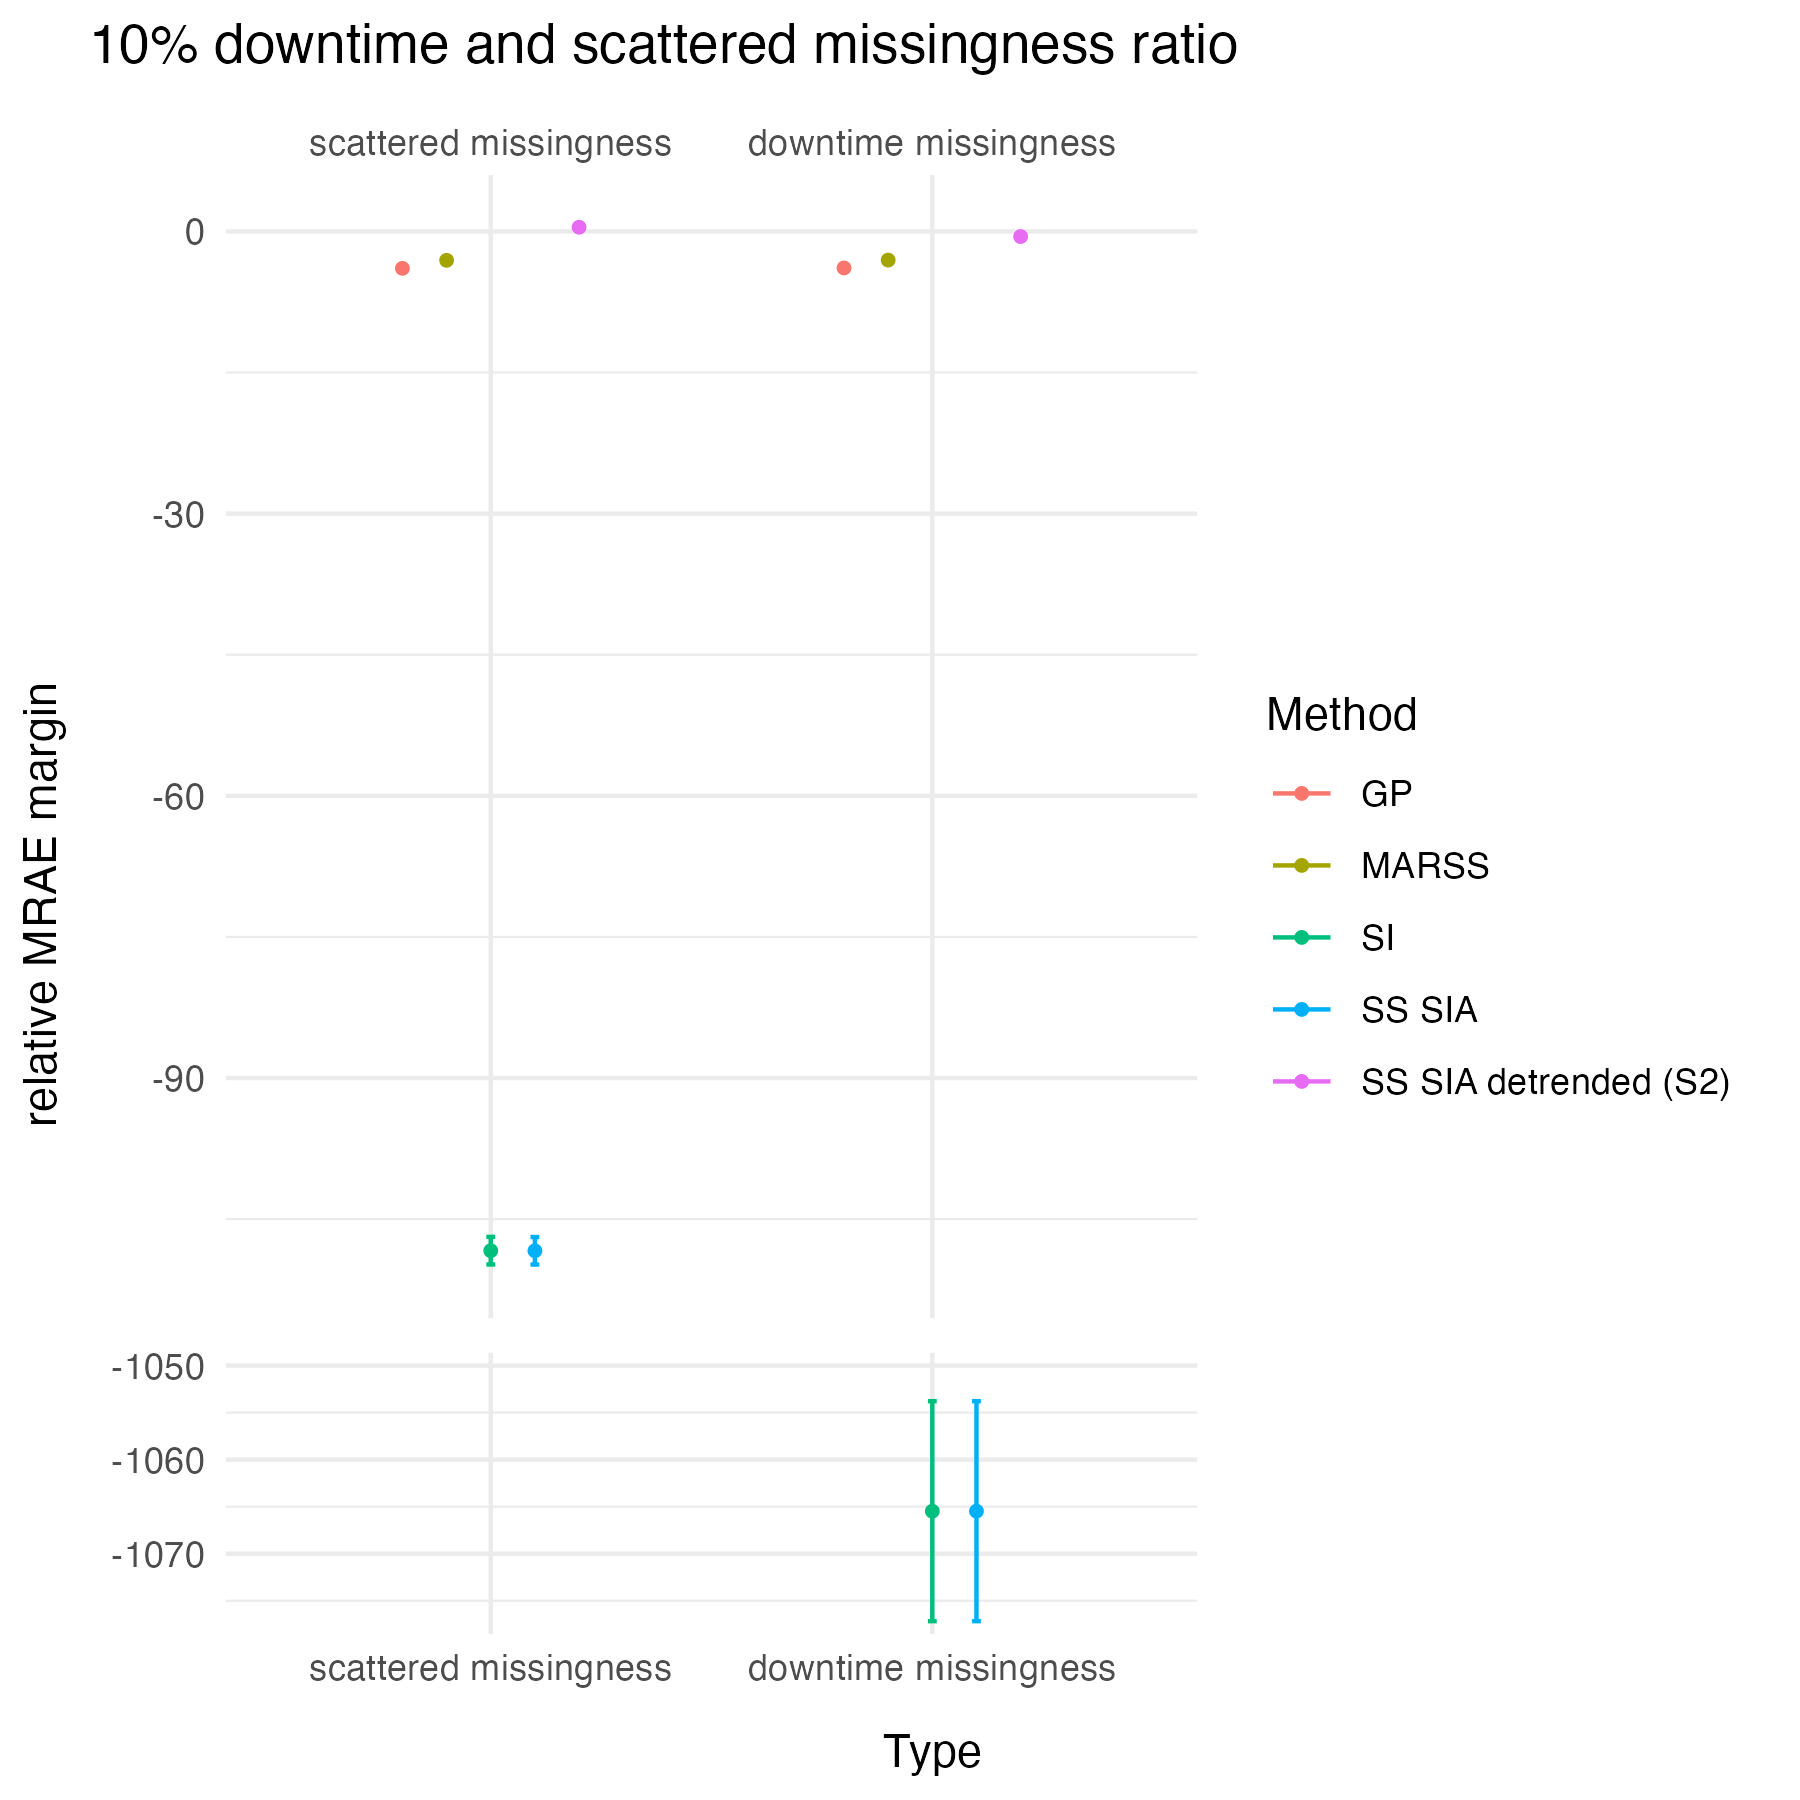 10% downtime and scattered missingness ratio
scattered missingness downtime missingness
0
-30
-60
-90
-1050
-1060
-1070
relative MRAE margin
scattered missingness downtime missingness
Type
Method
GP
MARSS
SI
SS SIA
SS SIA detrended (S2)